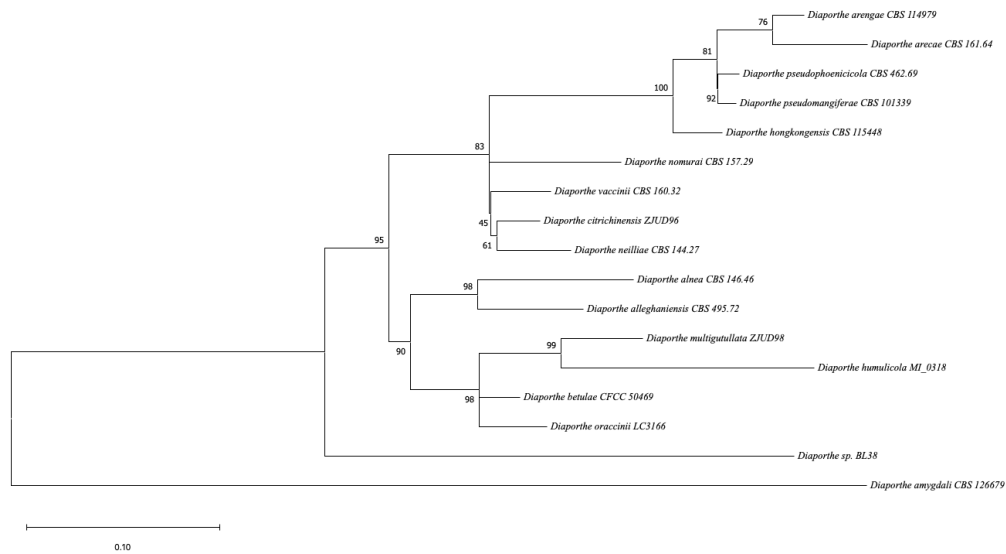 Diaporthe arengae CBS 114979
76
Diaporthe arecae CBS 161.64
81
Diaporthe pseudophoenicicola CBS 462.69
100
92
Diaporthe pseudomangiferae CBS 101339
Diaporthe hongkongensis CBS 115448
83
Diaporthe nomurai CBS 157.29
Diaporthe vaccinii CBS 160.32
45
Diaporthe citrichinensis ZJUD96
61
Diaporthe neilliae CBS 144.27
95
Diaporthe alnea CBS 146.46
98
Diaporthe alleghaniensis CBS 495.72
90
Diaporthe multigutullata ZJUD98
99
Diaporthe humulicola MI_0318
98
Diaporthe betulae CFCC 50469
Diaporthe oraccinii LC3166
Diaporthe sp. BL38
Diaporthe amygdali CBS 126679
0.10